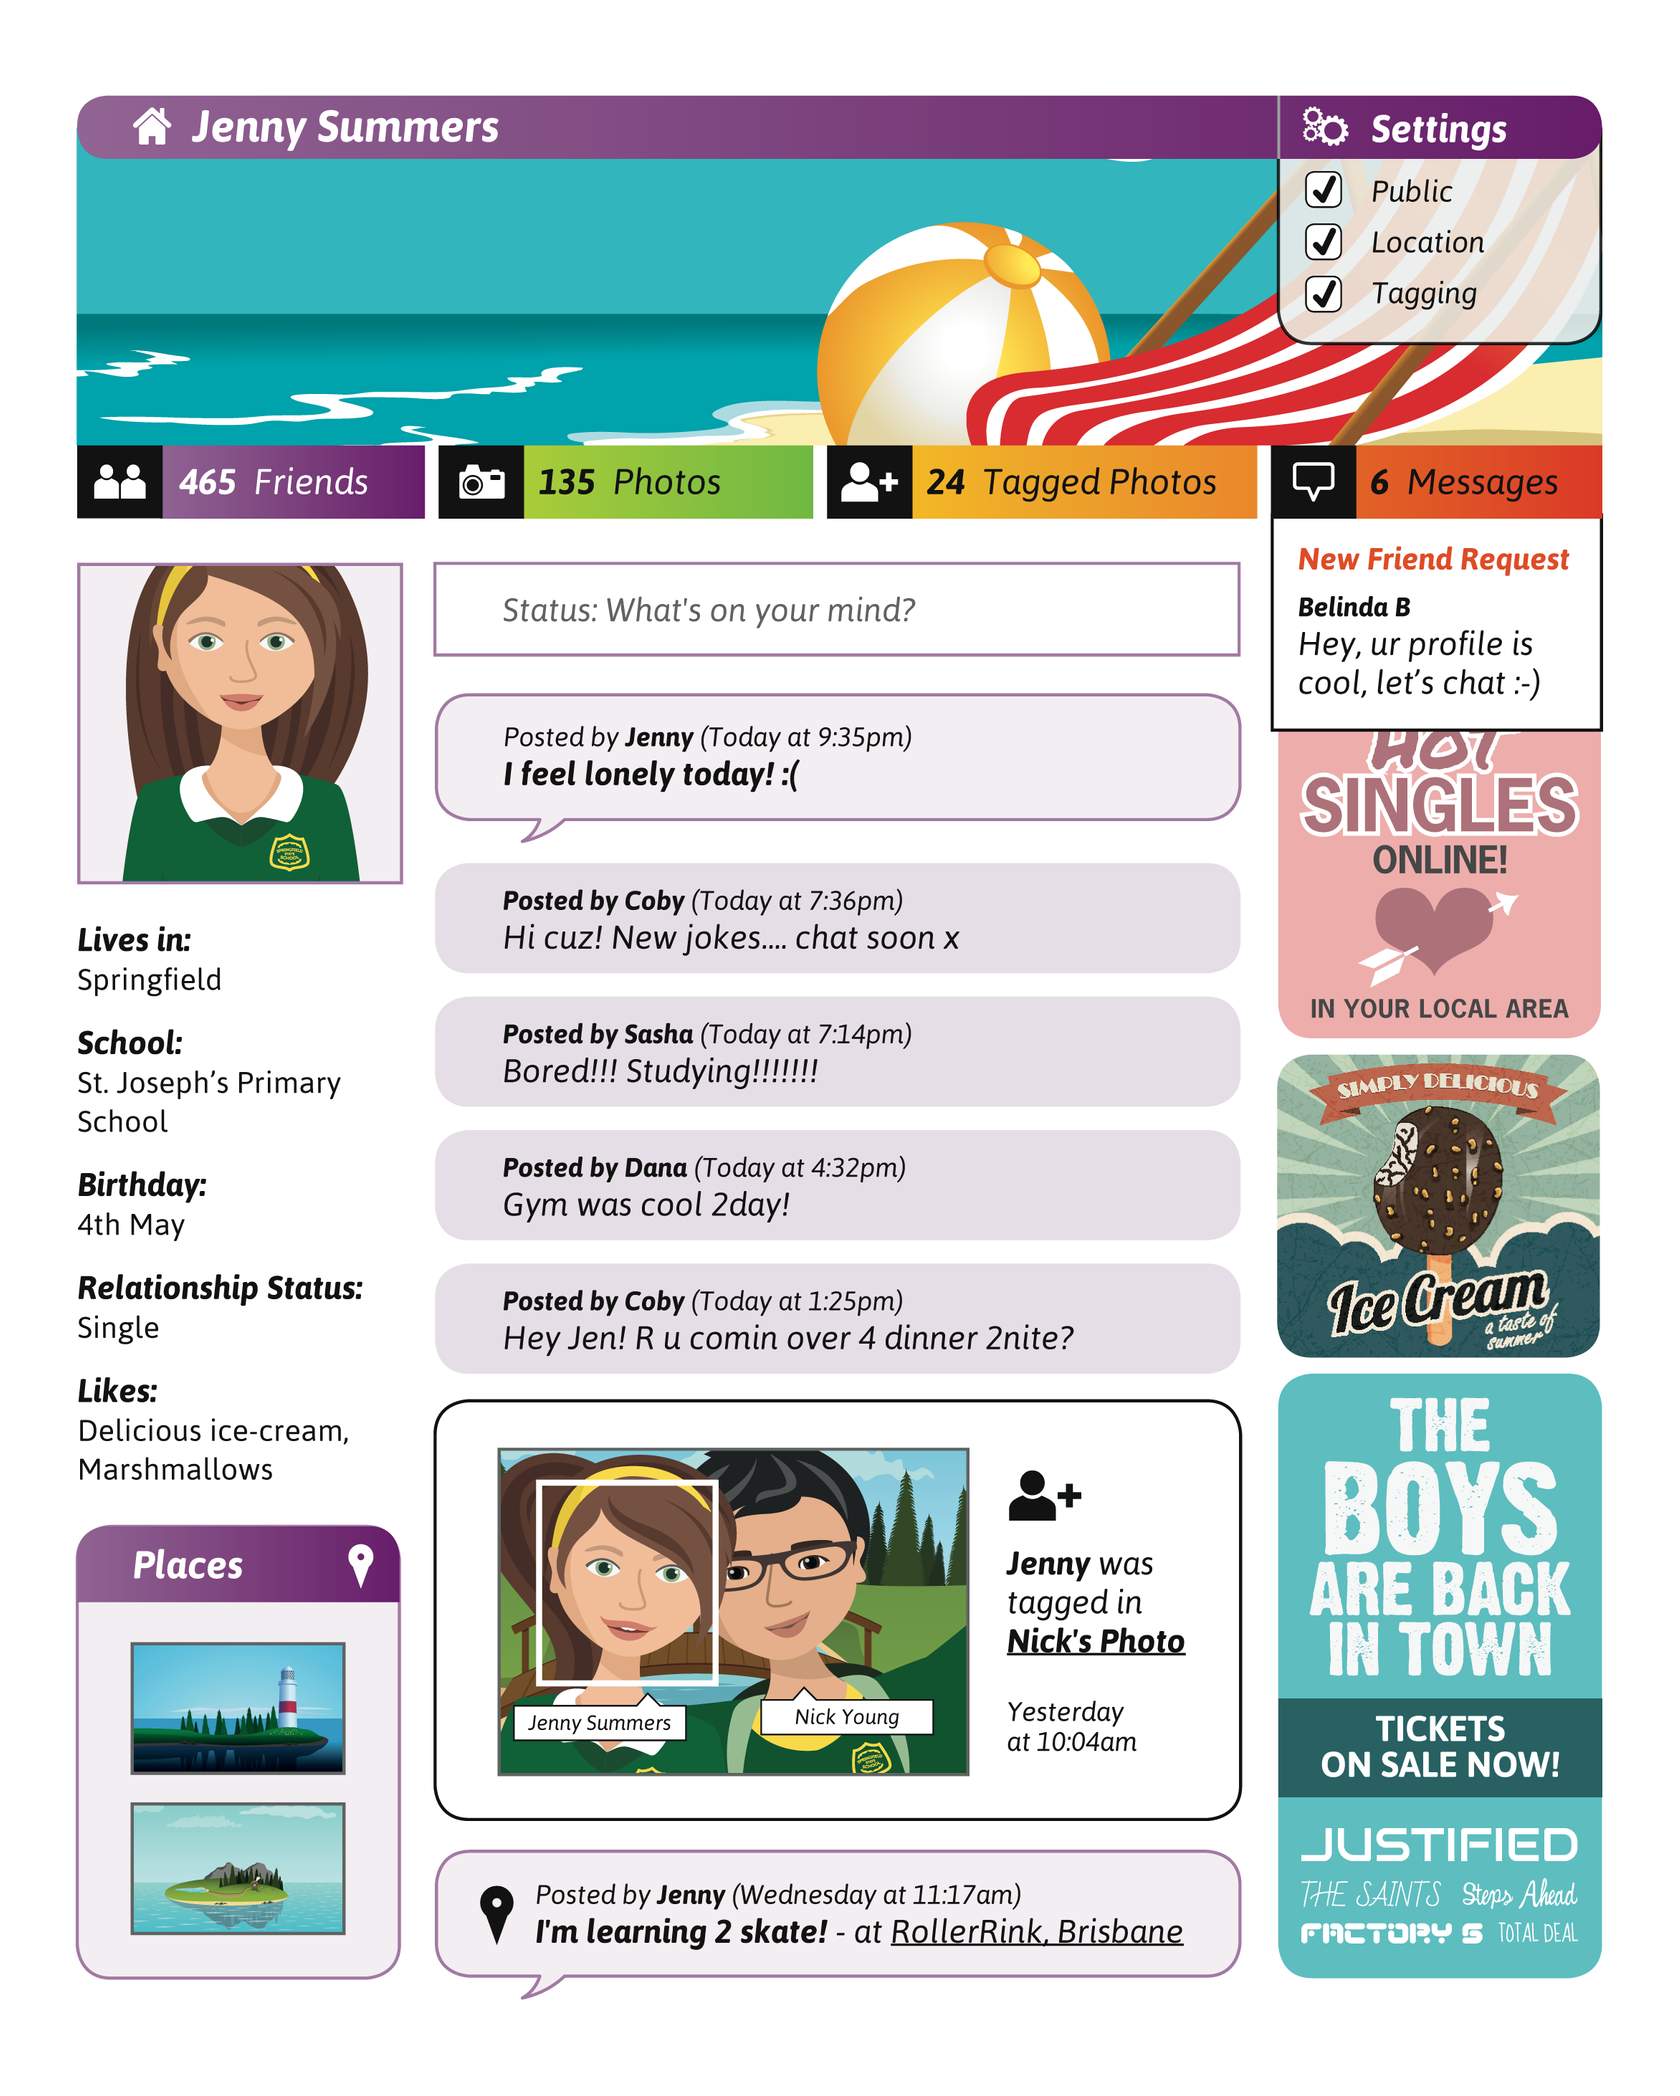 Jenny Summers
Settings
Public
Location
Tagging
465 Friends
135 Photos
24 Tagged Photos
6 Messages
New Friend Request
Belinda B
Hey, ur profile is
cool, let's chat :-)
Lives in:
Springfield
School:
St. Joseph's Primary
School
Birthday:
4th May
Relationship Status:
Single
Likes:
Delicious ice-cream,
Marshmallows
Places
SPRINGFIELD
STATE
SCHOOL
Status: What's on your mind?
Posted by Jenny (Today at 9:35pm)
I feel lonely today! :(
Posted by Coby (Today at 7:36pm)
Hi cuz! New jokes.... chat soon x
Posted by Sasha (Today at 7:14pm)
Bored!!! Studying!!!!!!!
Posted by Dana (Today at 4:32pm)
Gym was cool 2day!
Posted by Coby (Today at 1:25pm)
Hey Jen! R u comin over 4 dinner 2nite?
Jenny Summers
Nick Young
SPRINGFIELD
STATE
SCHOOL
Jenny was
tagged in
Nick's Photo
Yesterday
at 10:04am
Posted by Jenny (Wednesday at 11:17am)
I'm learning 2 skate! - at RollerRink, Brisbane
HOT
SINGLES
ONLINE!
IN YOUR LOCAL AREA
SIMPLY DELICIOUS
Ice Cream
a taste of
summer
THE
BOYS
ARE BACK
IN TOWN
TICKETS
ON SALE NOW!
JUSTIFIED
THE SAINTS Steps Ahead
FACTORY 5 TOTAL DEAL